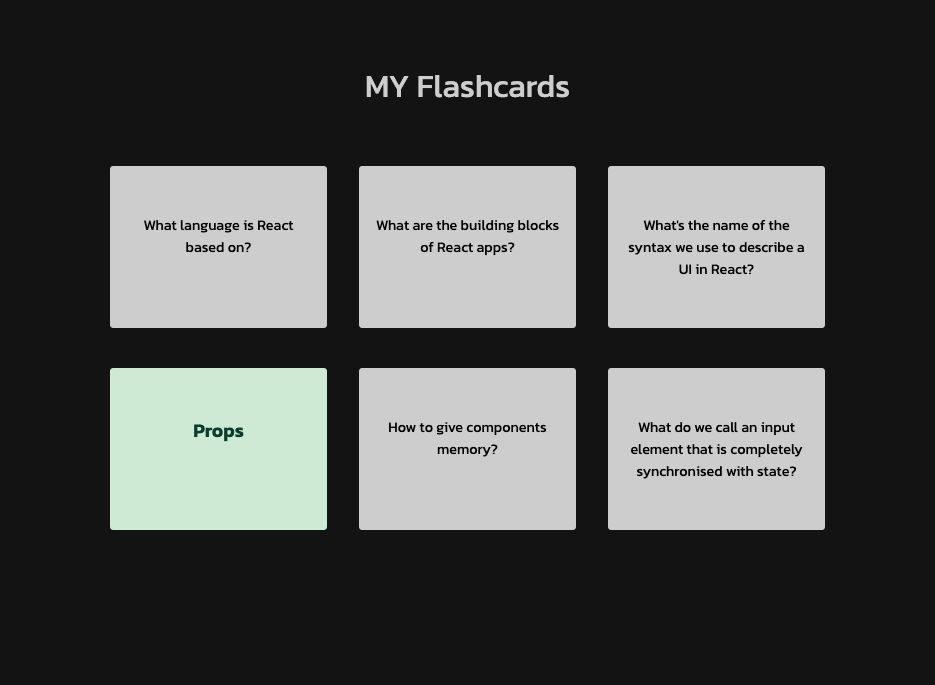 MY Flashcards
What language is React
based on?
What are the building blocks
of React apps?
What's the name of the
syntax we use to describe a
UI in React?
Props
How to give components
memory?
What do we call an input
element that is completely
synchronised with state?